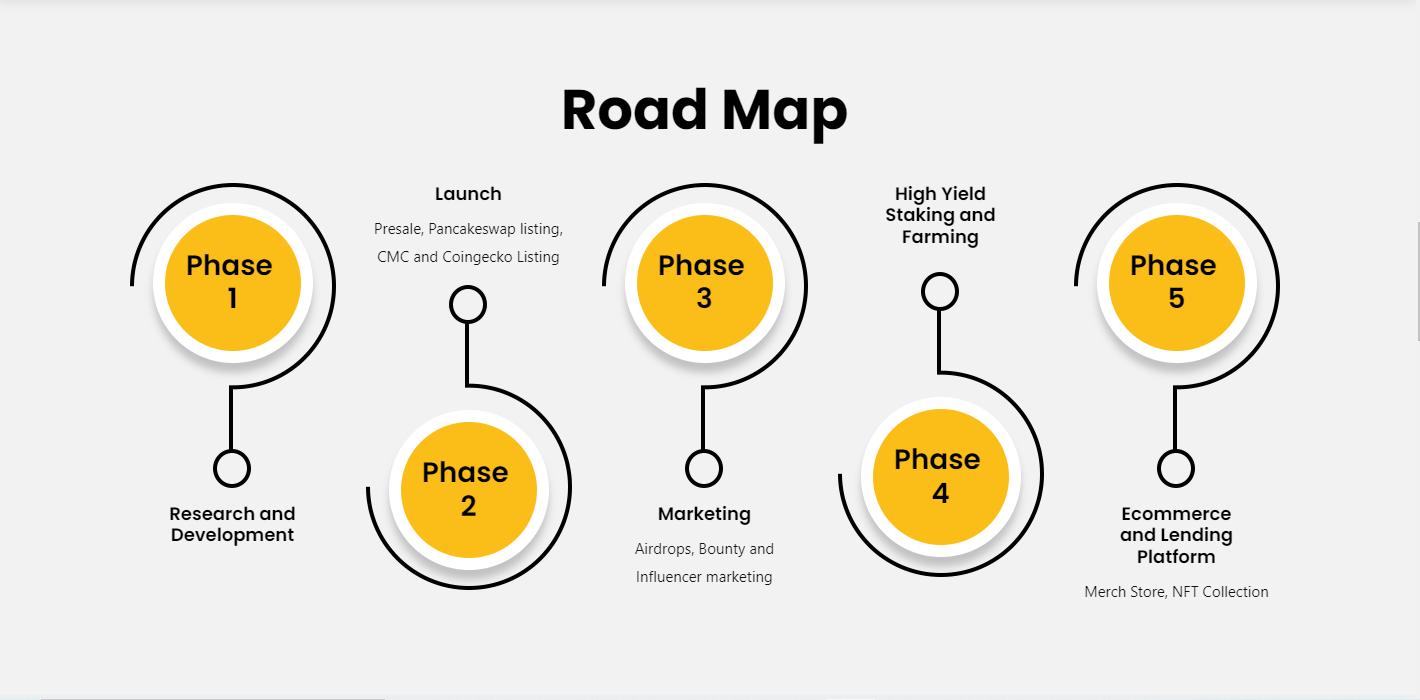 Road Map
Phase
1
Research and
Development
Launch
Presale, Pancakeswap listing,
CMC and Coingecko Listing
Phase
2
Phase
3
Marketing
Airdrops, Bounty and
Influencer marketing
High Yield
Staking and
Farming
Phase
4
Phase
5
Ecommerce
and Lending
Platform
Merch Store, NFT Collection